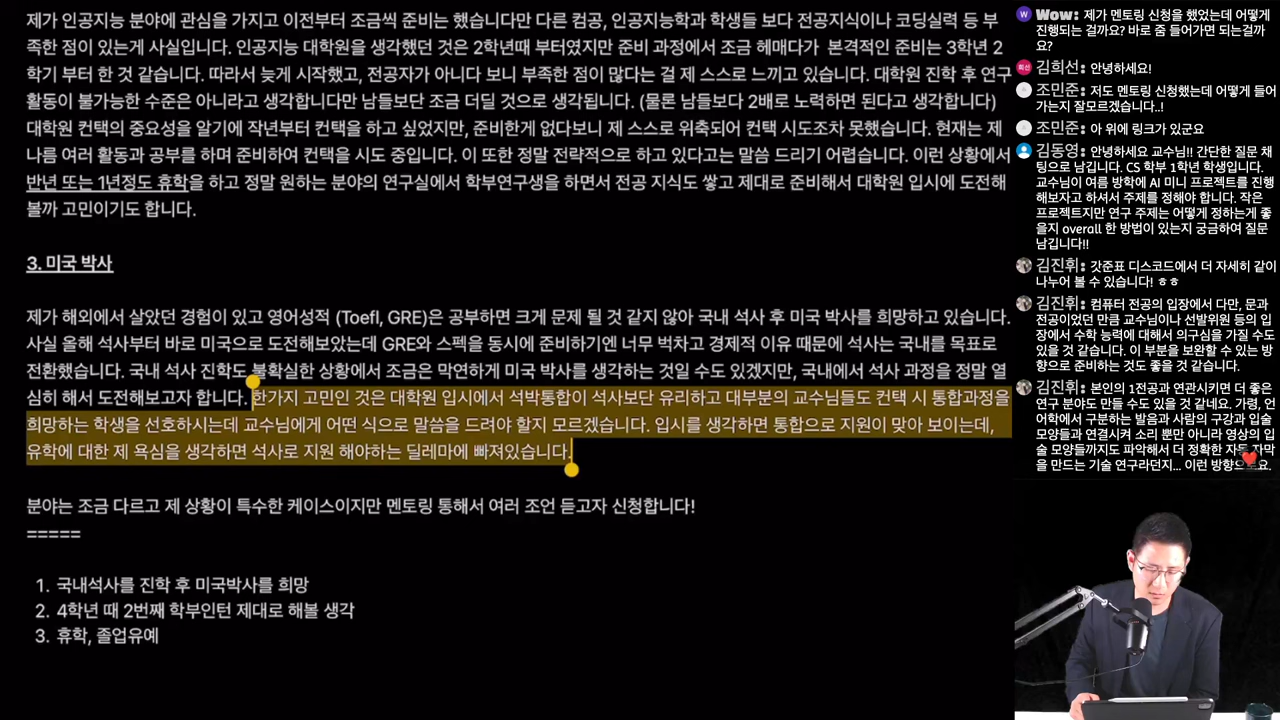 제가 인공지능 분야에 관심을 가지고 이전부터 조금씩 준비는 했습니다만 다른 컴공, 인공지능학과 학생들 보다 전공지식이나 코딩실력 등 부
족한 점이 있는게 사실입니다. 인공지능 대학원을 생각했던 것은 2학년때 부터였지만 준비 과정에서 조금 헤매다가 본격적인 준비는 3학년 2
학기 부터 한 것 같습니다. 따라서 늦게 시작했고, 전공자가 아니다 보니 부족한 점이 많다는 걸 제 스스로 느끼고 있습니다. 대학원 진학 후 연구
활동이 불가능한 수준은 아니라고 생각합니다만 남들보단 조금 더딜 것으로 생각됩니다. (물론 남들보다 2배로 노력하면 된다고 생각합니다)
대학원 컨택의 중요성을 알기에 작년부터 컨택을 하고 싶었지만, 준비한게 없다보니 제 스스로 위축되어 컨택 시도조차 못했습니다. 현재는 제
나름 여러 활동과 공부를 하며 준비하여 컨택을 시도 중입니다. 이 또한 정말 전략적으로 하고 있다고는 말씀 드리기 어렵습니다. 이런 상황에서
반년 또는 1년정도 휴학을 하고 정말 원하는 분야의 연구실에서 학부연구생을 하면서 전공 지식도 쌓고 제대로 준비해서 대학원 입시에 도전해
볼까 고민이기도 합니다.
3. 미국 박사
제가 해외에서 살았던 경험이 있고 영어성적 (Toefl, GRE)은 공부하면 크게 문제 될 것 같지 않아 국내 석사 후 미국 박사를 희망하고 있습니다.
사실 올해 석사부터 바로 미국으로 도전해보았는데 GRE와 스펙을 동시에 준비하기엔 너무 벅차고 경제적 이유 때문에 석사는 국내를 목표로
전환했습니다. 국내 석사 진학도 불확실한 상황에서 조금은 막연하게 미국 박사를 생각하는 것일 수도 있겠지만, 국내에서 석사 과정을 정말 열
심히 해서 도전해보고자 합니다. 한가지 고민인 것은 대학원 입시에서 석박통합이 석사보단 유리하고 대부분의 교수님들도 컨택 시 통합과정을
희망하는 학생을 선호하시는데 교수님에게 어떤 식으로 말씀을 드려야 할지 모르겠습니다. 입시를 생각하면 통합으로 지원이 맞아 보이는데,
유학에 대한 제 욕심을 생각하면 석사로 지원 해야하는 딜레마에 빠져있습니다.
분야는 조금 다르고 제 상황이 특수한 케이스이지만 멘토링 통해서 여러 조언 듣고자 신청합니다!
=====
1. 국내석사를 진학 후 미국박사를 희망
2. 4학년 때 2번째 학부인턴 제대로 해볼 생각
3. 휴학, 졸업유예
W Wow: 제가 멘토링 신청을 했었는데 어떻게
진행되는 걸까요? 바로 줌 들어가면 되는걸까
요?
희선 김희선: 안녕하세요!
조민준: 저도 멘토링 신청했는데 어떻게 들어
가는지 잘모르겠습니다..!
조민준: 아 위에 링크가 있군요
김동영: 안녕하세요 교수님!! 간단한 질문 채
팅으로 남깁니다. CS 학부 1학년 학생입니다.
교수님이 여름 방학에 AI 미니 프로젝트를 진행
해보자고 하셔서 주제를 정해야 합니다. 작은
프로젝트지만 연구 주제는 어떻게 정하는게 좋
을지 overall 한 방법이 있는지 궁금하여 질문
남깁니다!!
김진휘: 갓준표 디스코드에서 더 자세히 같이
나누어 볼 수 있습니다! ㅎㅎ
김진휘: 컴퓨터 전공의 입장에서 다만, 문과
전공이었던 만큼 교수님이나 선발위원 등의 입
장에서 수학 능력에 대해서 의구심을 가질 수도
있을 것 같습니다. 이 부분을 보완할 수 있는 방
향으로 준비하는 것도 좋을 것 같습니다.
김진휘: 본인의 1전공과 연관시키면 더 좋은
연구 분야도 만들 수도 있을 것 같네요. 가령, 언
어학에서 구분하는 발음과 사람의 구강과 입술
모양들과 연결시켜 소리 뿐만 아니라 영상의 입
술 모양들까지도 파악해서 더 정확한 자동 자막
을 만드는 기술 연구라던지... 이런 방향으로요.